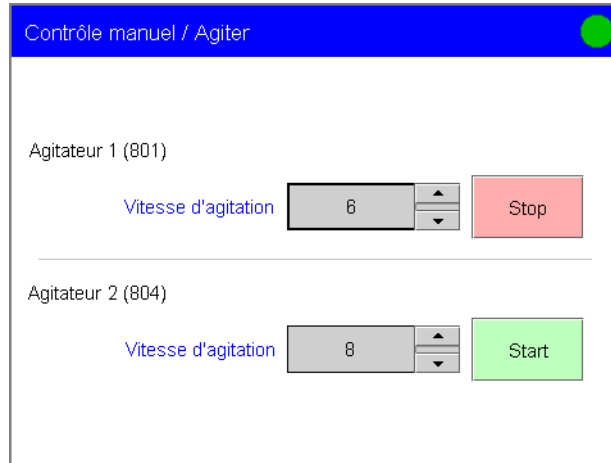 Contrôle manuel / Agiter
Agitateur 1 (801)
Vitesse d'agitation 6 Stop
Agitateur 2 (804)
Vitesse d'agitation 8 Start